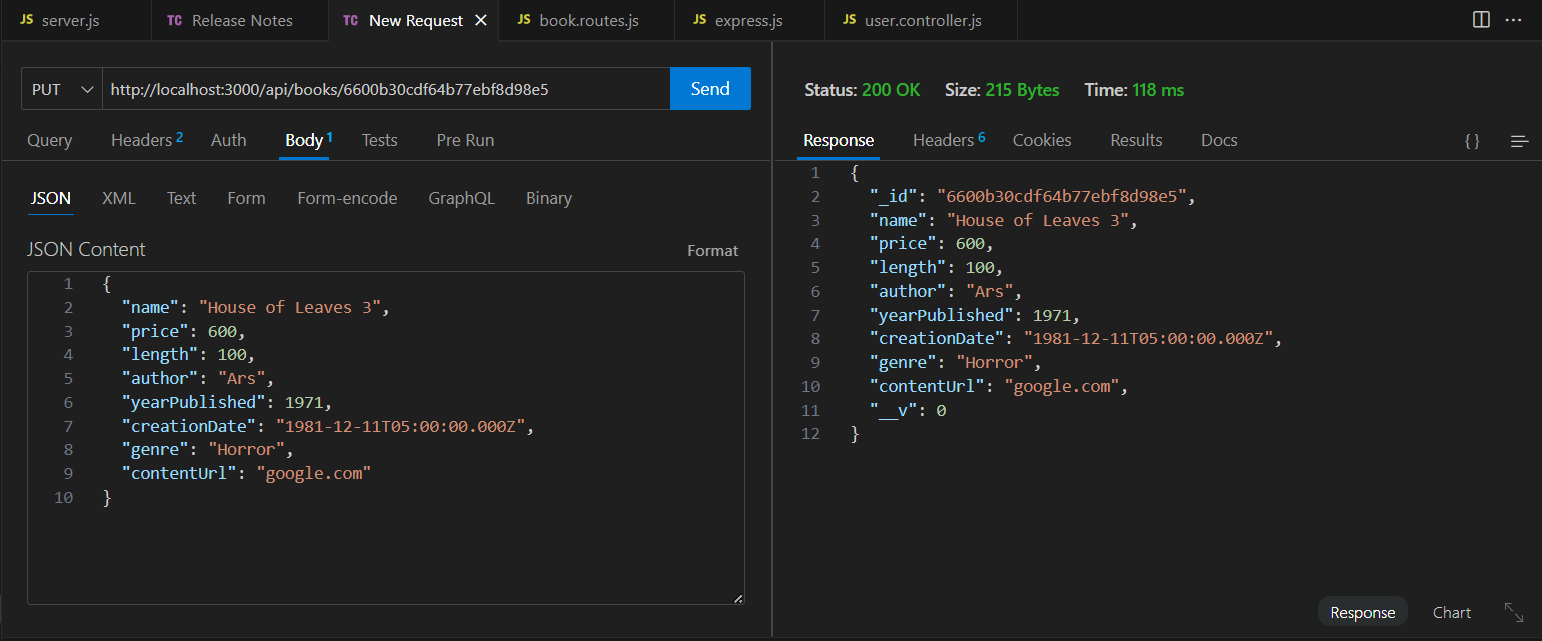 JS server.js TC Release Notes TC New Request JS book.routes.js JS express.js JS user.controller.js
PUT http://localhost:3000/api/books/6600b30cdf64b77ebf8d98e5 Send
Query Headers 2 Auth Body 1 Tests Pre Run
JSON XML Text Form Form-encode GraphQL Binary
JSON Content Format
1 {
2 "name": "House of Leaves 3",
3 "price": 600,
4 "length": 100,
5 "author": "Ars",
6 "yearPublished": 1971,
7 "creationDate": "1981-12-11T05:00:00.000Z",
8 "genre": "Horror",
9 "contentUrl": "google.com"
10 }
Status: 200 OK Size: 215 Bytes Time: 118 ms
Response Headers 6 Cookies Results Docs {}
1 {
2 "_id": "6600b30cdf64b77ebf8d98e5",
3 "name": "House of Leaves 3",
4 "price": 600,
5 "length": 100,
6 "author": "Ars",
7 "yearPublished": 1971,
8 "creationDate": "1981-12-11T05:00:00.000Z",
9 "genre": "Horror",
10 "contentUrl": "google.com",
11 "__v": 0
12 }
Response Chart